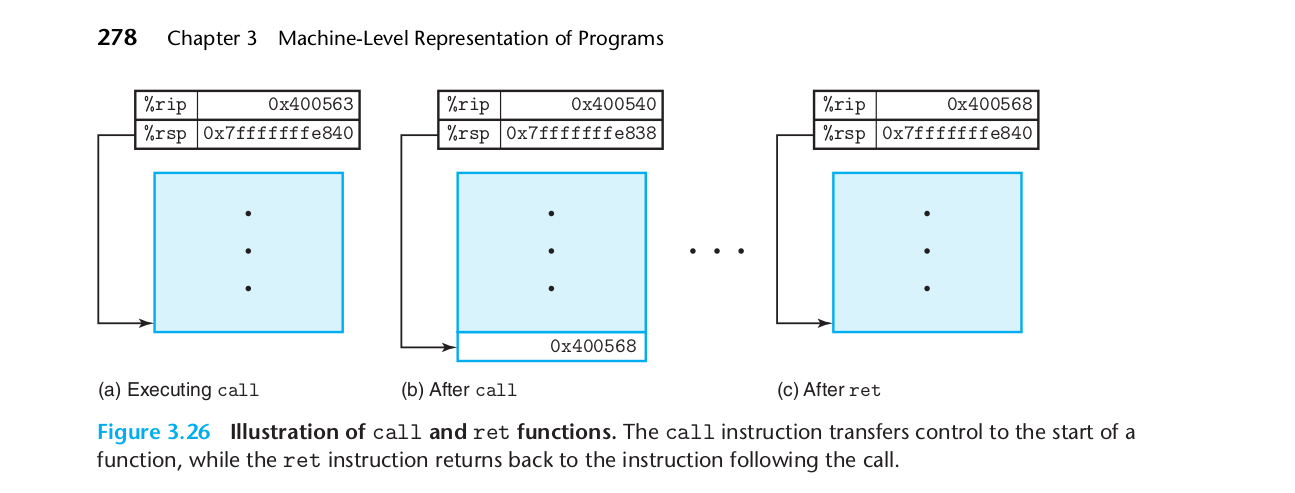 278 Chapter 3 Machine-Level Representation of Programs
%rip 0x400563
%rsp 0x7fffffffe840
(a) Executing call
%rip 0x400540
%rsp 0x7fffffffe838
0x400568
(b) After call
%rip 0x400568
%rsp 0x7fffffffe840
(c) After ret
Figure 3.26 Illustration of call and ret functions. The call instruction transfers control to the start of a
function, while the ret instruction returns back to the instruction following the call.